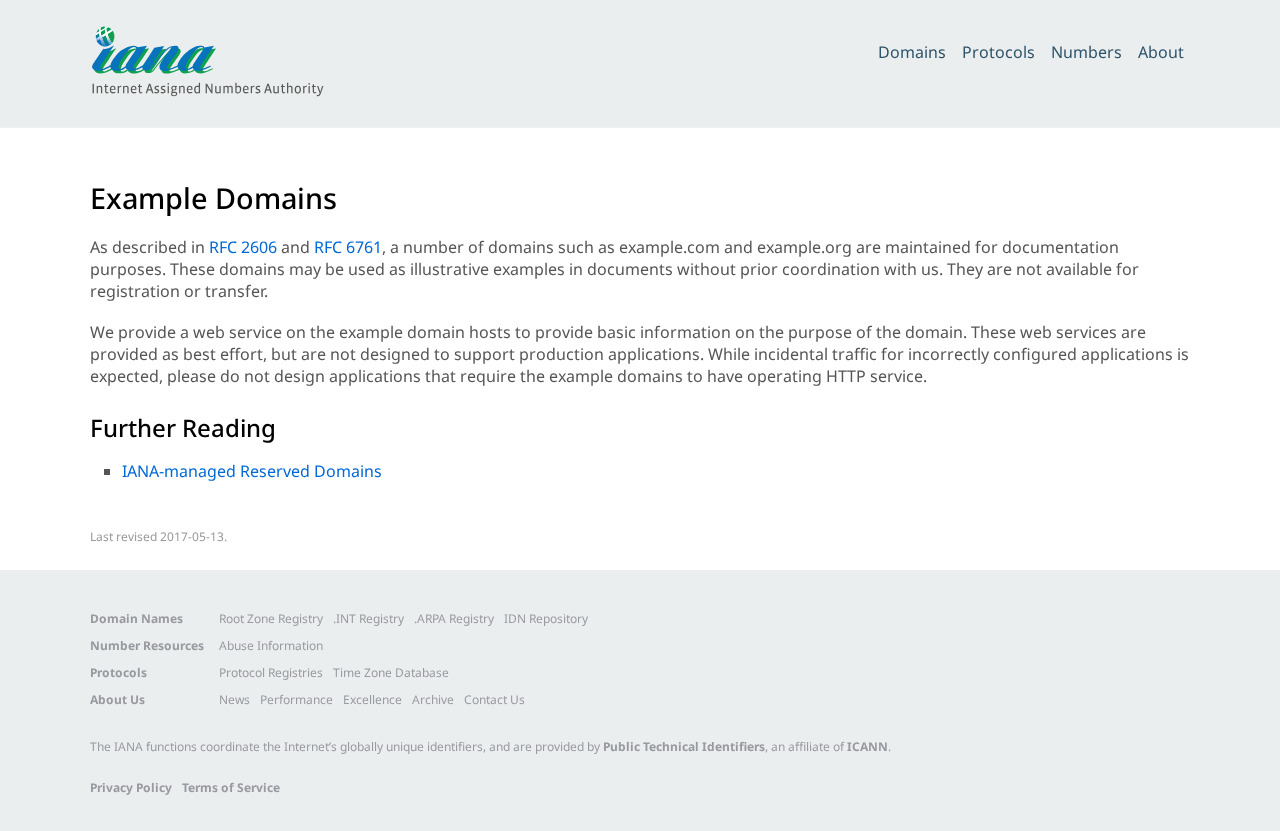 iana
Internet Assigned Numbers Authority
Domains Protocols Numbers About
Example Domains
As described in RFC 2606 and RFC 6761, a number of domains such as example.com and example.org are maintained for documentation
purposes. These domains may be used as illustrative examples in documents without prior coordination with us. They are not available for
registration or transfer.
We provide a web service on the example domain hosts to provide basic information on the purpose of the domain. These web services are
provided as best effort, but are not designed to support production applications. While incidental traffic for incorrectly configured applications is
expected, please do not design applications that require the example domains to have operating HTTP service.
Further Reading
IANA-managed Reserved Domains
Last revised 2017-05-13.
Domain Names Root Zone Registry .INT Registry .ARPA Registry IDN Repository
Number Resources Abuse Information
Protocols Protocol Registries Time Zone Database
About Us News Performance Excellence Archive Contact Us
The IANA functions coordinate the Internet’s globally unique identifiers, and are provided by Public Technical Identifiers, an affiliate of ICANN.
Privacy Policy Terms of Service